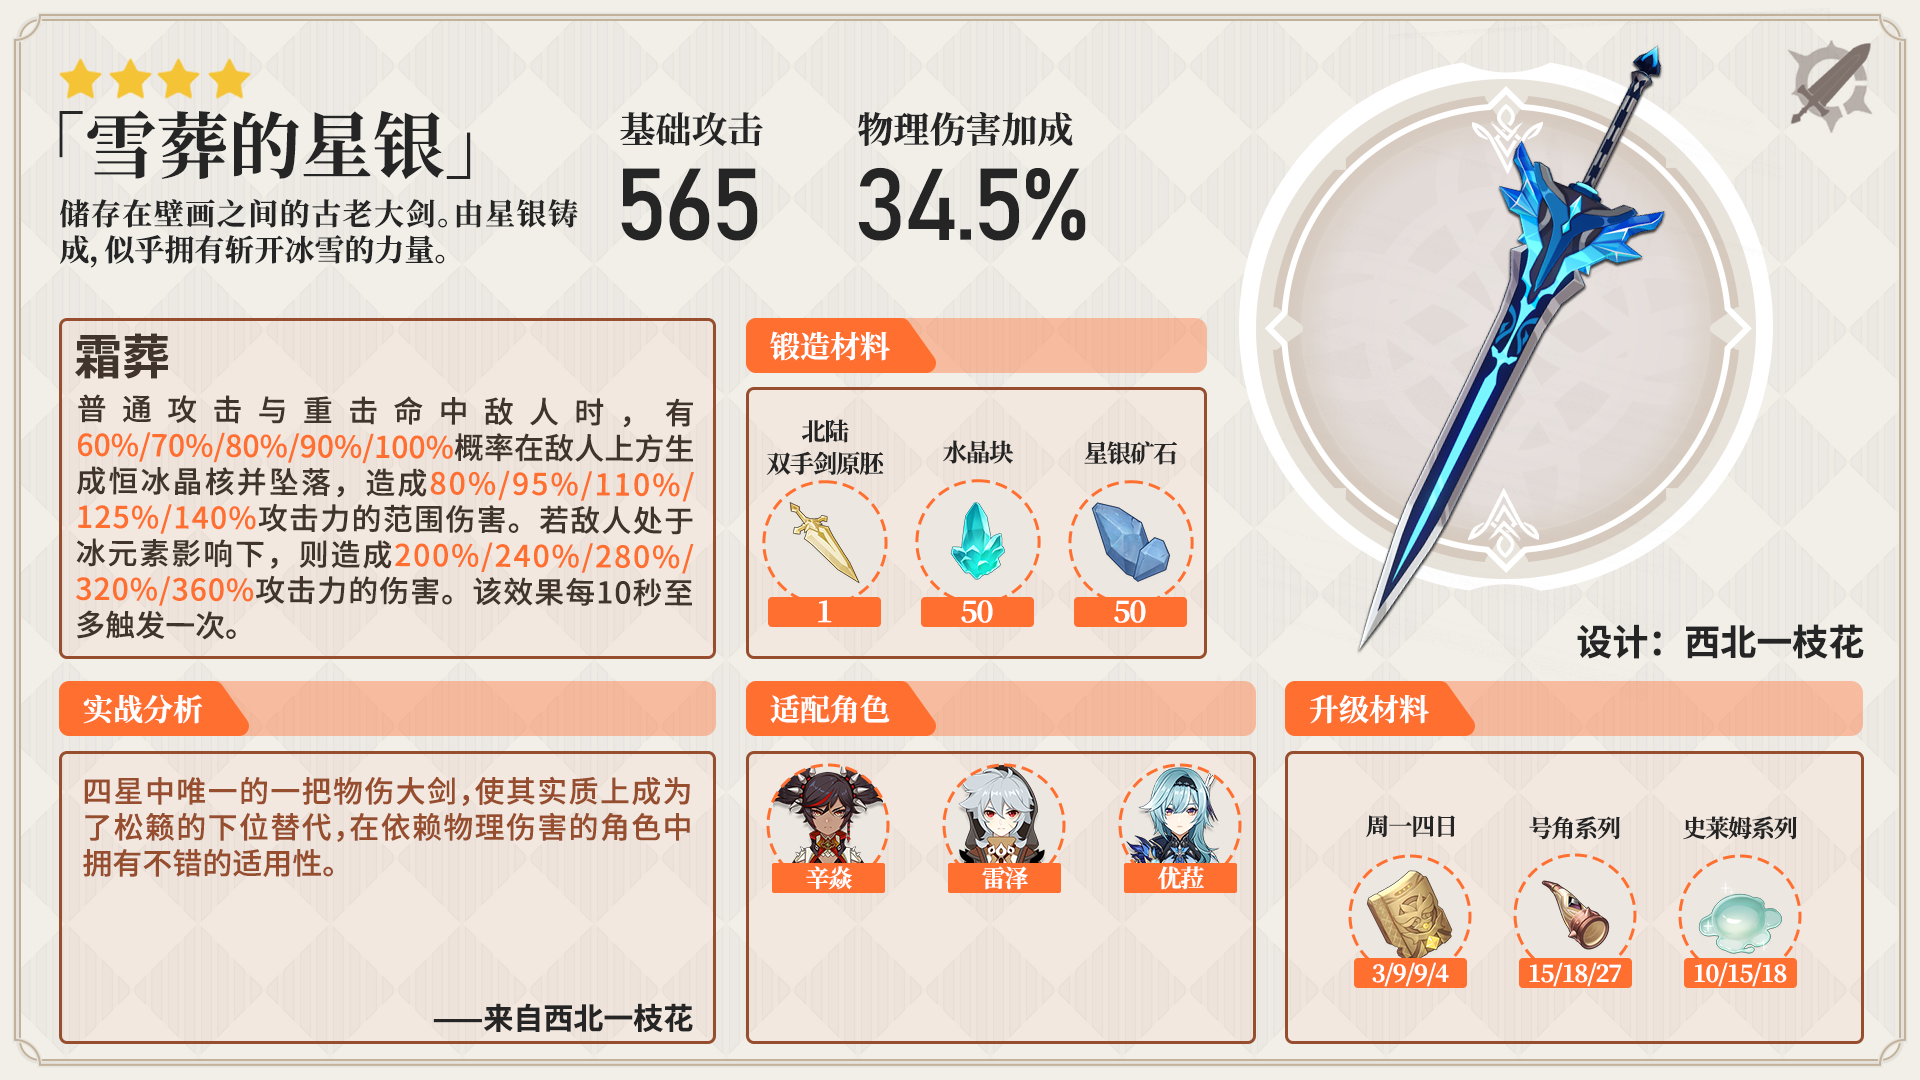 「雪葬的星银」
储存在壁画之间的古老大剑。由星银铸
成，似乎拥有斩开冰雪的力量。
基础攻击
565
物理伤害加成
34.5%
霜葬
普通攻击与重击命中敌人时，有
60%/70%/80%/90%/100%概率在敌人上方生
成恒冰晶核并坠落，造成80%/95%/110%/
125%/140%攻击力的范围伤害。若敌人处于
冰元素影响下，则造成200%/240%/280%/
320%/360%攻击力的伤害。该效果每10秒至
多触发一次。
锻造材料
北陆
双手剑原胚
1
水晶块
50
星银矿石
50
设计：西北一枝花
实战分析
四星中唯一的一把物伤大剑，使其实质上成为
了松籁的下位替代，在依赖物理伤害的角色中
拥有不错的适用性。
——来自西北一枝花
适配角色
辛焱
雷泽
优菈
升级材料
周一四日
3/9/9/4
号角系列
15/18/27
史莱姆系列
10/15/18